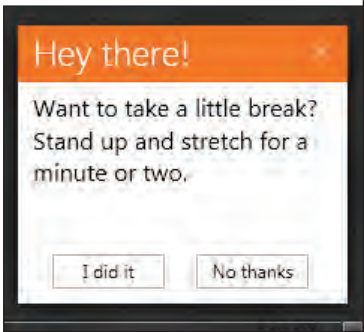 Hey there!
Want to take a little break?
Stand up and stretch for a
minute or two.
I did it
No thanks